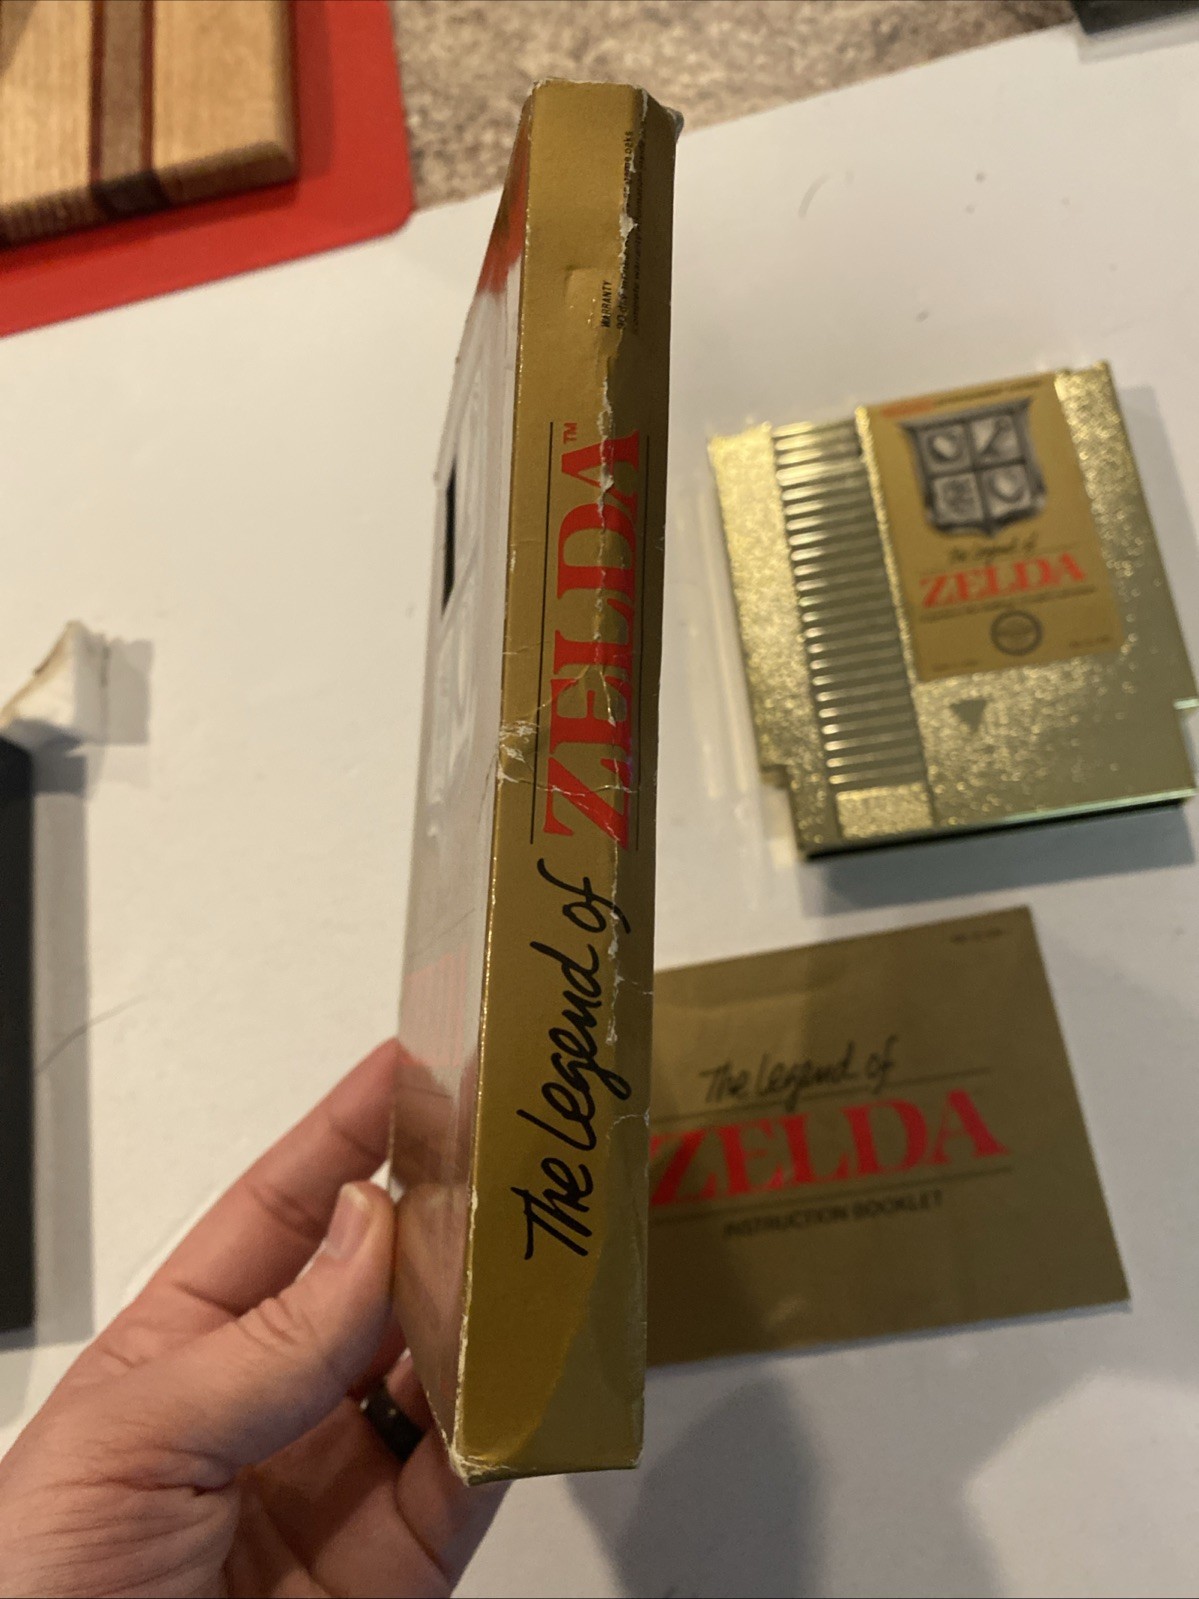 The Legend of
ZELDA™
WARRANTY
The Legend of
ZELDA
The Legend of
ZELDA
INSTRUCTION BOOKLET